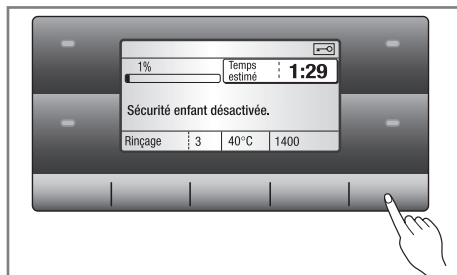 1%
Temps
estimé
1:29
Sécurité enfant désactivée.
Rinçage 3 40°C 1400